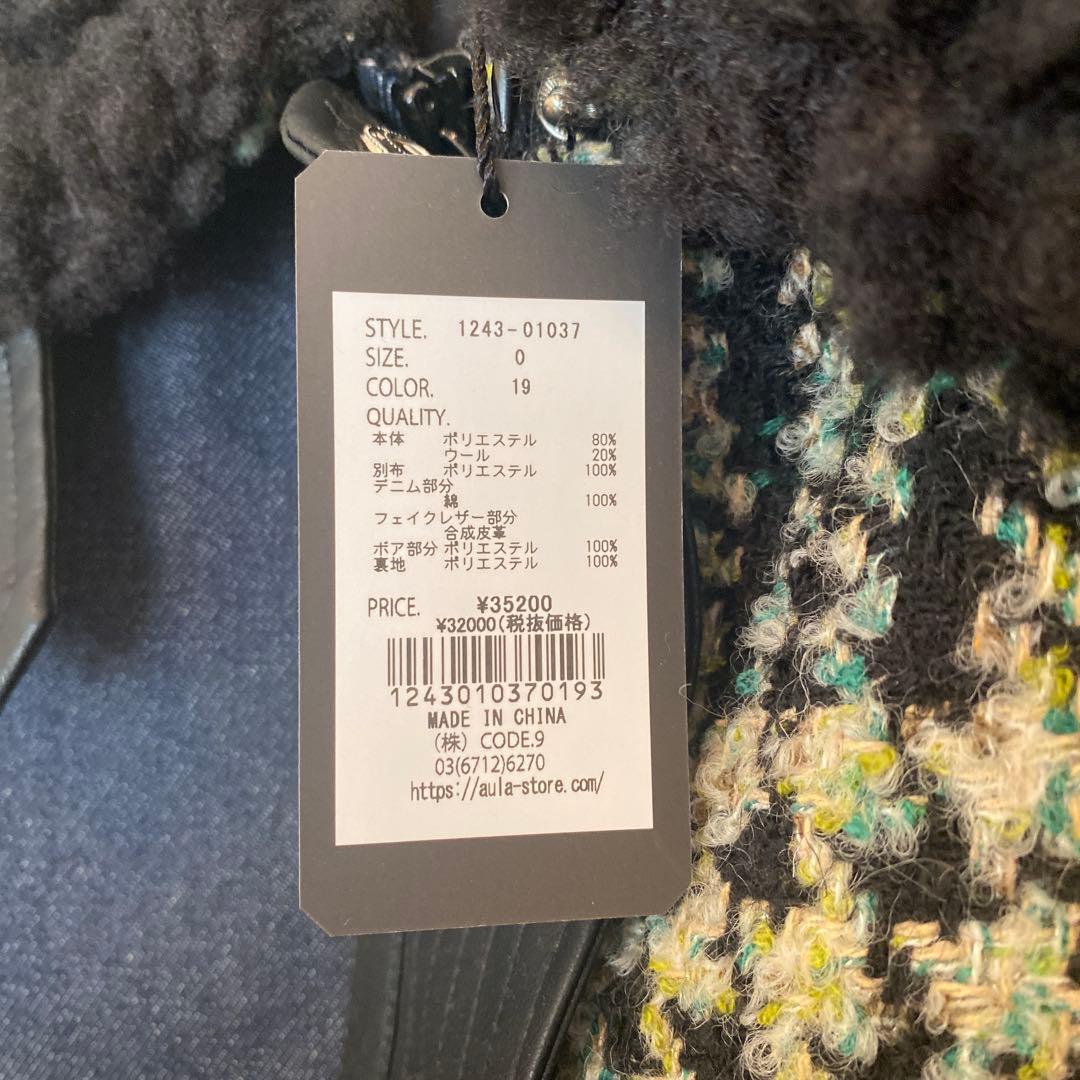 STYLE. 1243-01037
SIZE. 0
COLOR. 19
QUALITY.
本体 ポリエステル 80%
ウール 20%
別布 ポリエステル 100%
デニム部分
綿 100%
フェイクレザー部分
合成皮革
ボア部分 ポリエステル 100%
裏地 ポリエステル 100%
PRICE. ¥35200
¥32000(税抜価格)
1243010370193
MADE IN CHINA
(株) CODE.9
03(6712)6270
https://aula-store.com/